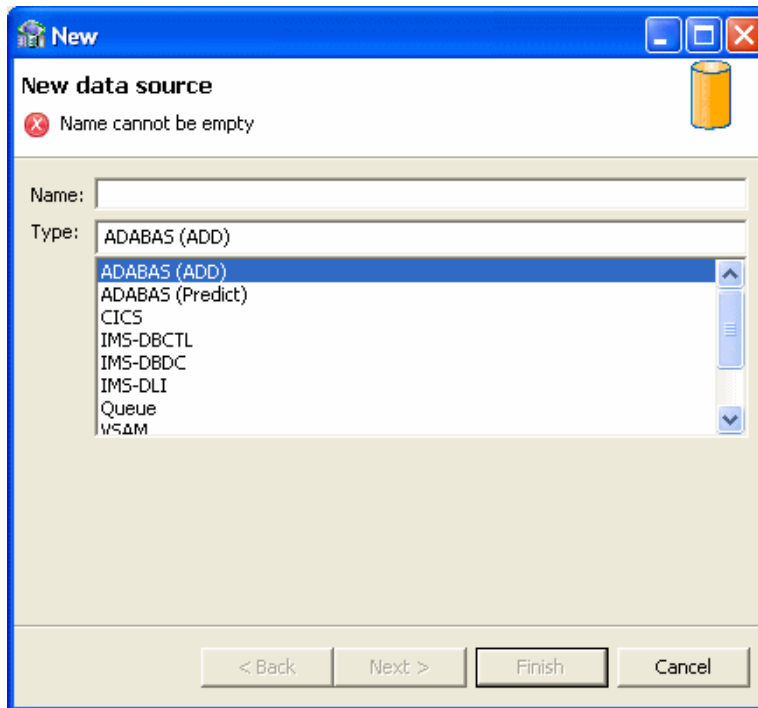 New
New data source
Name cannot be empty
Name:
Type: ADABAS (ADD)
ADABAS (ADD)
ADABAS (Predict)
CICS
IMS-DBCTL
IMS-DBDC
IMS-DLI
Queue
VSAM
< Back Next > Finish Cancel